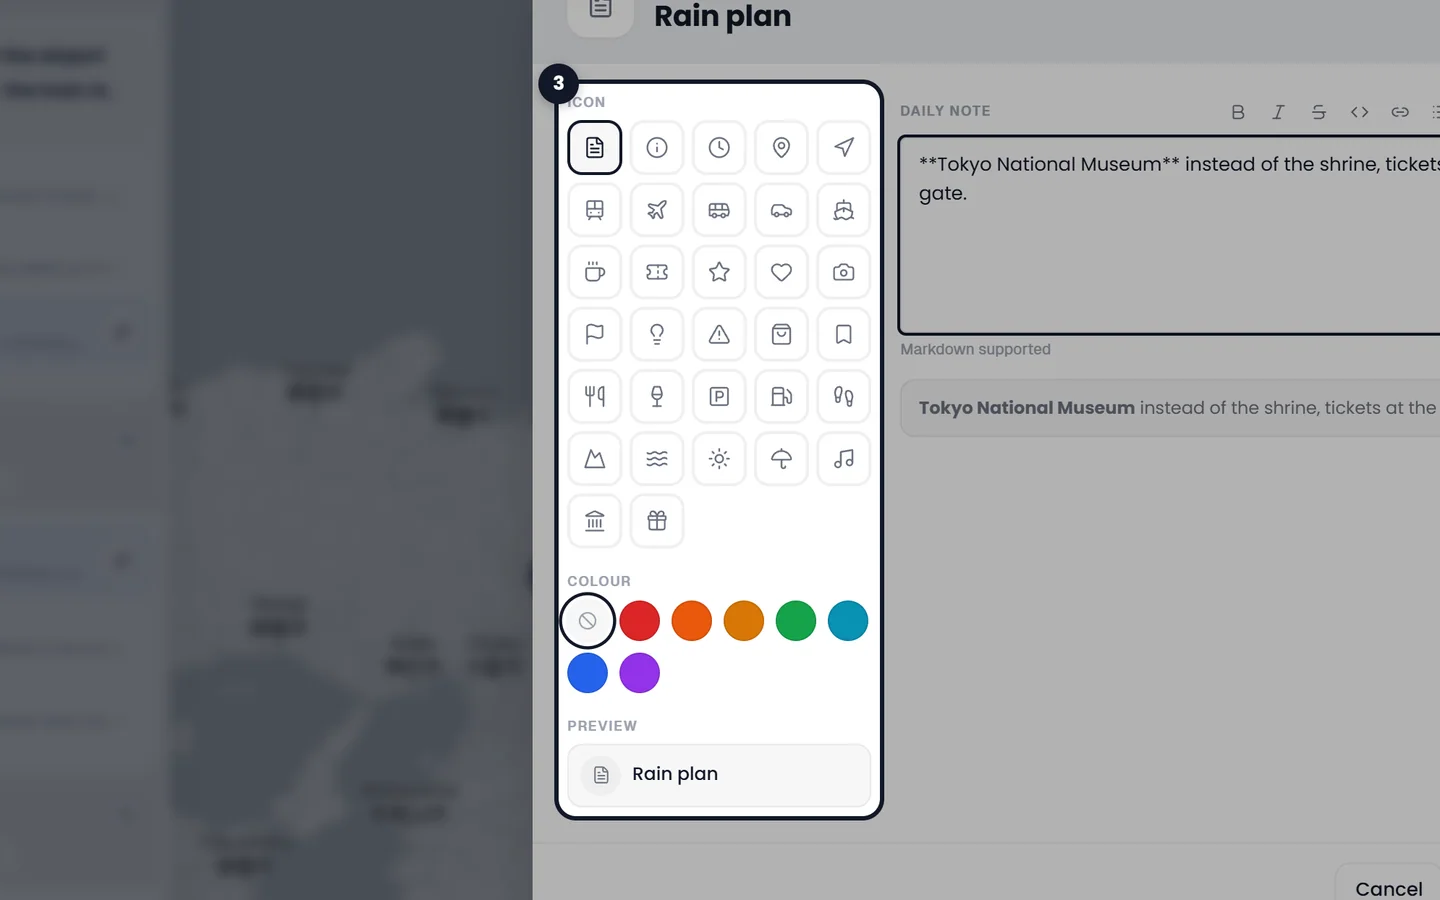 Rain plan
3
ICON
COLOUR
PREVIEW
Rain plan
DAILY NOTE
**Tokyo National Museum** instead of the shrine, tickets
gate.
Markdown supported
Tokyo National Museum instead of the shrine, tickets at the
Cancel